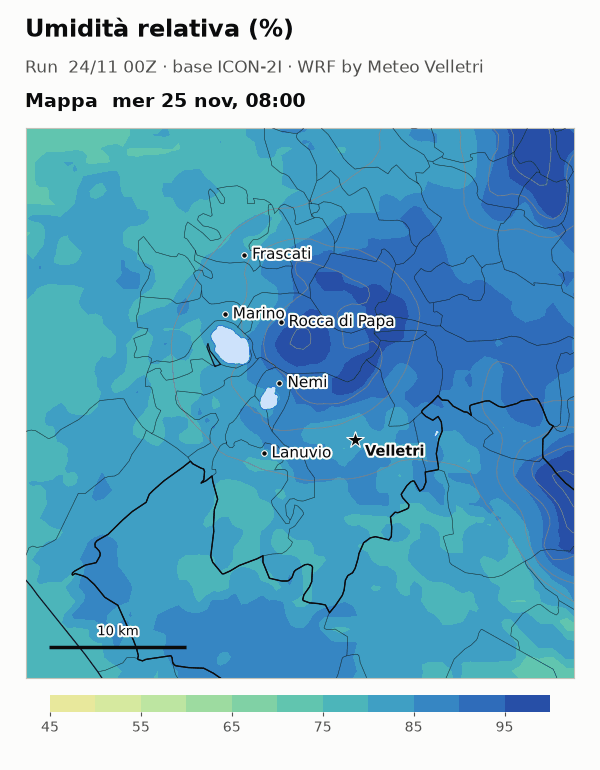 Umidità relativa (%)
Run  24/11 00Z · base ICON-2I · WRF by Meteo Velletri
Mappa  mer 25 nov, 08:00
Frascati
Marino
Rocca di Papa
Nemi
Velletri
Lanuvio
10 km
45 55 65 75 85 95